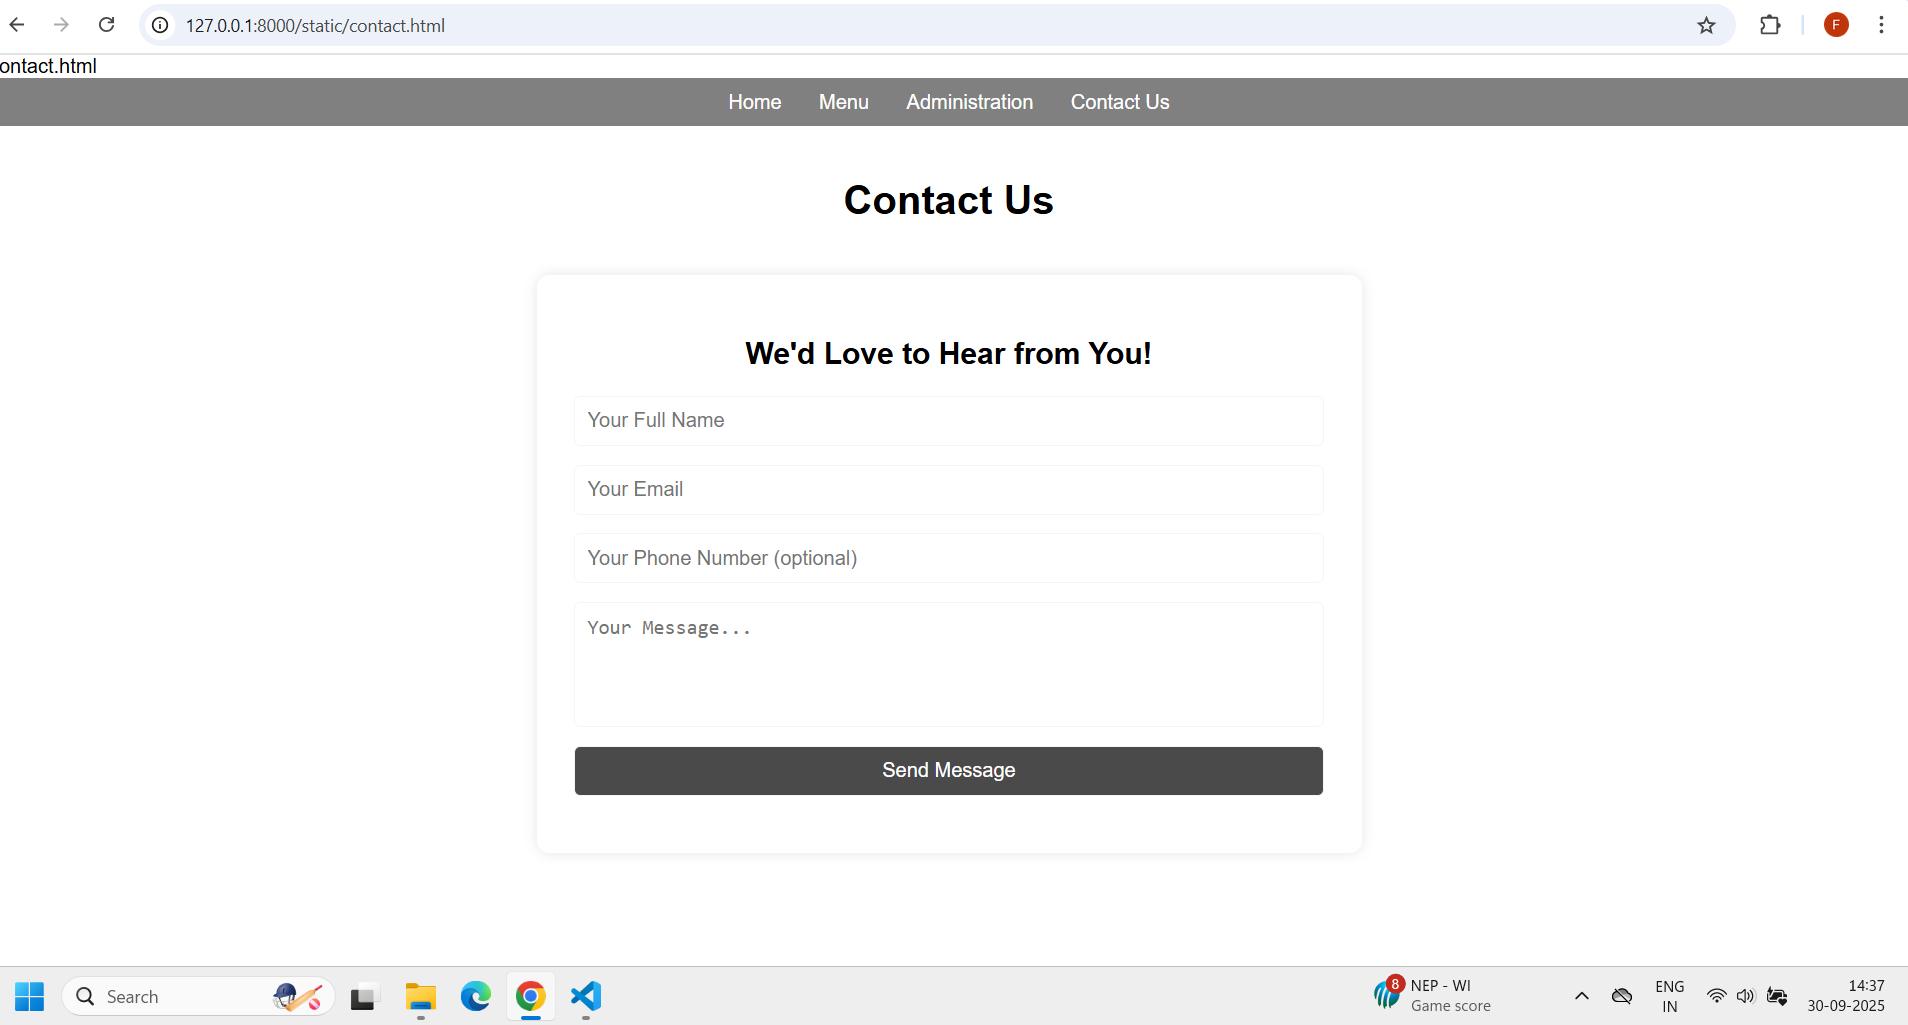 127.0.0.1:8000/static/contact.html
F
ontact.html
Home Menu Administration Contact Us
Contact Us
We'd Love to Hear from You!
Your Full Name
Your Email
Your Phone Number (optional)
Your Message...
Send Message
Search
8
NEP - WI
Game score
ENG
IN
14:37
30-09-2025